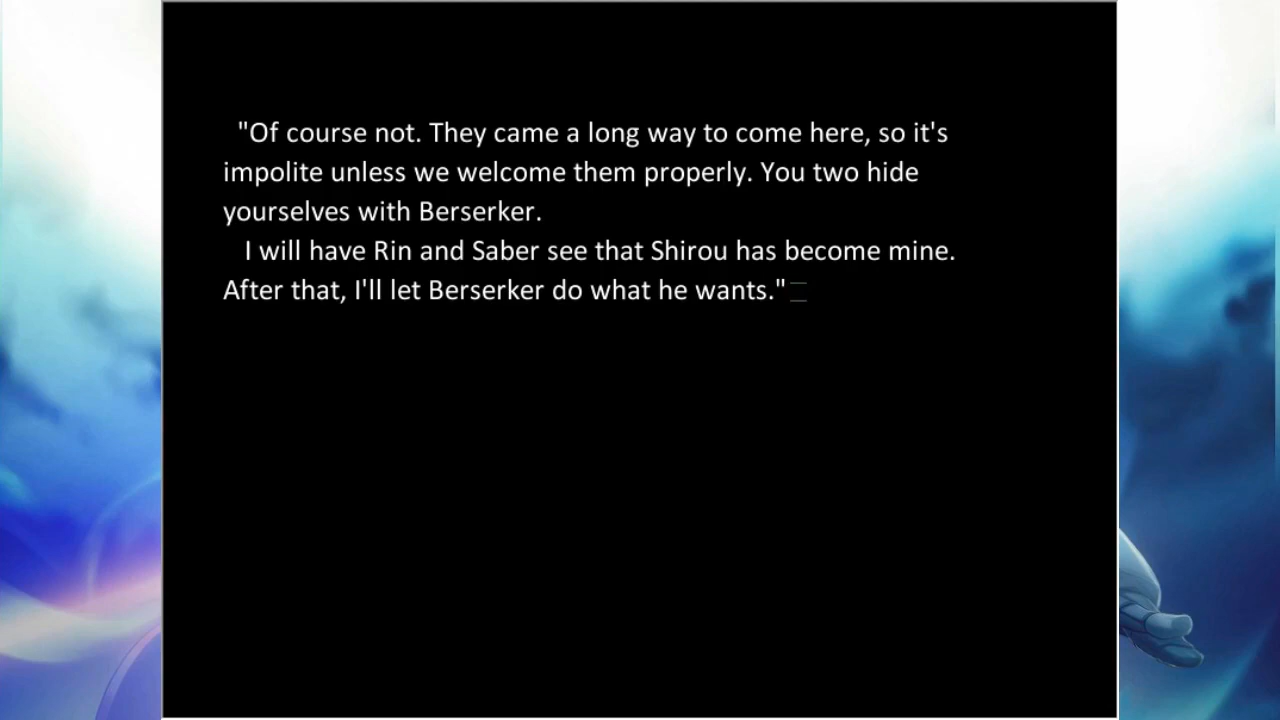 "Of course not. They came a long way to come here, so it's
impolite unless we welcome them properly. You two hide
yourselves with Berserker.
I will have Rin and Saber see that Shirou has become mine.
After that, I'll let Berserker do what he wants."